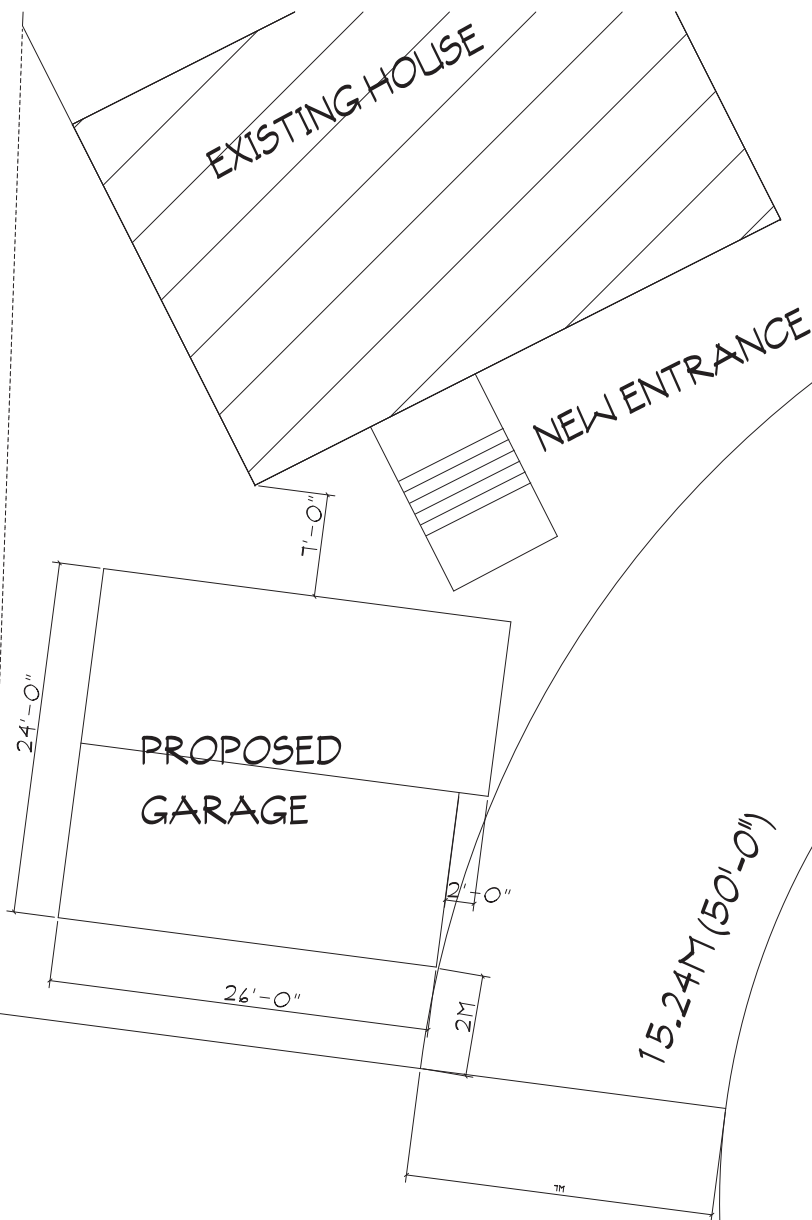 EXISTING HOUSE
NEW ENTRANCE
7'-0"
24'-0"
PROPOSED
GARAGE
2'-0"
26'-0"
2M
15.24M (50'-0")
7M